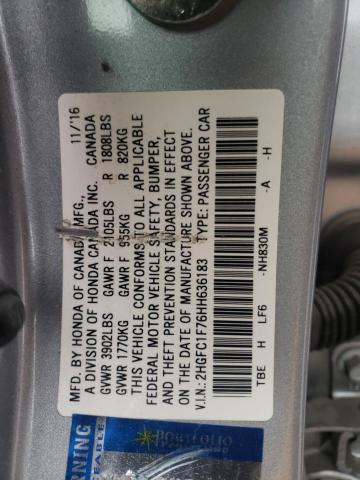 MFD. BY HONDA OF CANADA MFG., 11/'16
A DIVISION OF HONDA CANADA INC. CANADA
GVWR 3902LBS GAWR F 2105LBS R 1808LBS
GVWR 1770KG GAWR F 955KG R 820KG
THIS VEHICLE CONFORMS TO ALL APPLICABLE
FEDERAL MOTOR VEHICLE SAFETY, BUMPER,
AND THEFT PREVENTION STANDARDS IN EFFECT
ON THE DATE OF MANUFACTURE SHOWN ABOVE.
V.I.N.: 2HGFC1F76HH636183 TYPE: PASSENGER CAR
TBE H LF6 -NH830M -A -H